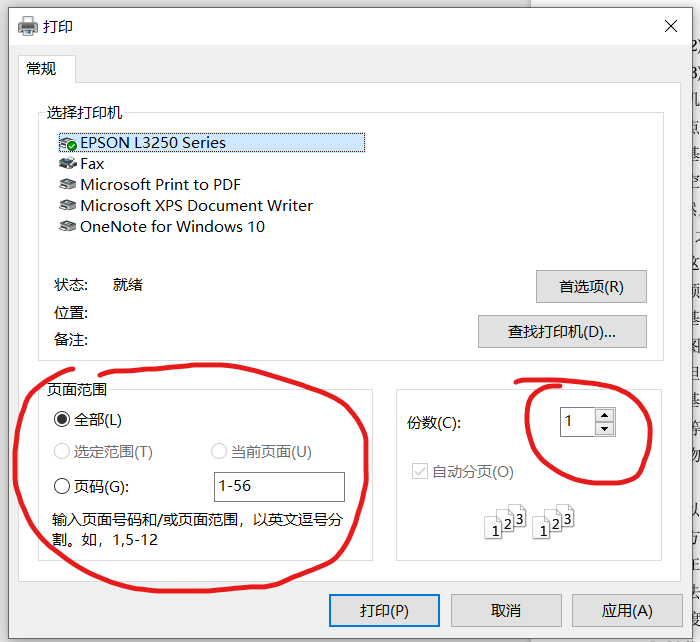 打印
常规
选择打印机
EPSON L3250 Series
Fax
Microsoft Print to PDF
Microsoft XPS Document Writer
OneNote for Windows 10
状态: 就绪
首选项(R)
位置:
备注:
查找打印机(D)...
页面范围
全部(L)
选定范围(T) 当前页面(U)
页码(G): 1-56
输入页面号码和/或页面范围，以英文逗号分
割。如，1,5-12
份数(C): 1
自动分页(O)
1 2 3 1 2 3
打印(P) 取消 应用(A)